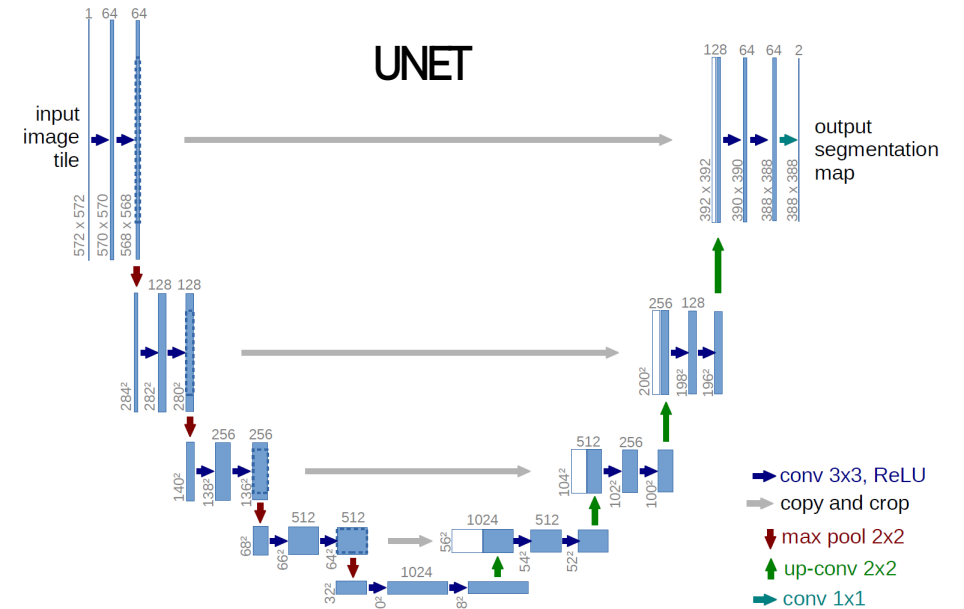 1 64 64
UNET
128 64 64 2
input
image
tile
output
segmentation
map
572 x 572
570 x 570
568 x 568
392 x 392
390 x 390
388 x 388
388 x 388
128 128
256 128
284²
282²
280²
200²
198²
196²
256 256
512 256
140²
138²
136²
104²
102²
100²
conv 3x3, ReLU
copy and crop
512 512
1024 512
max pool 2x2
68²
66²
64²
56²
54²
52²
up-conv 2x2
1024
32²
0²
8²
conv 1x1